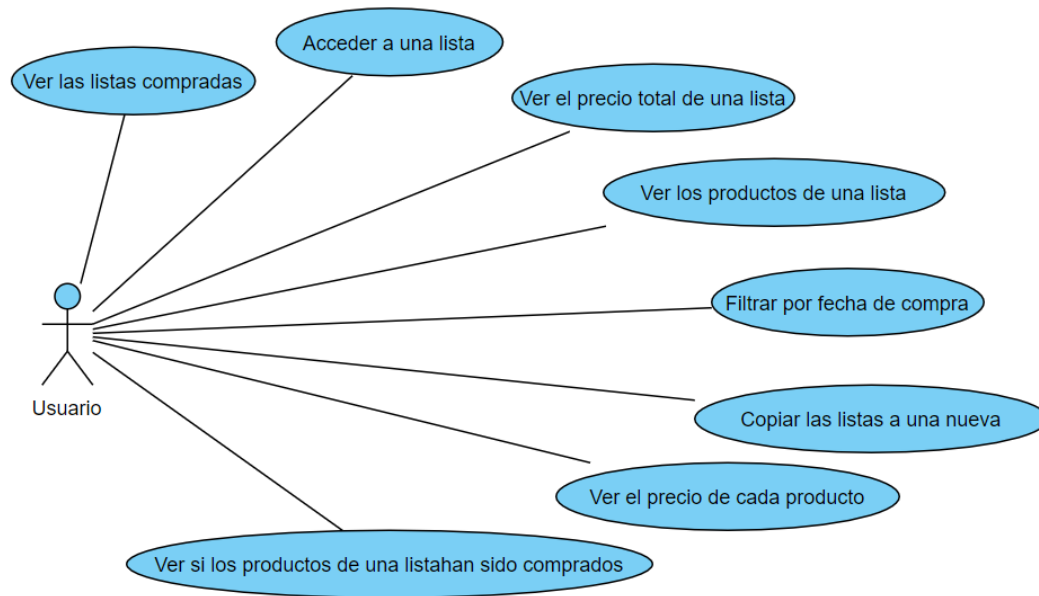 Acceder a una lista
Ver las listas compradas
Ver el precio total de una lista
Ver los productos de una lista
Filtrar por fecha de compra
Usuario
Copiar las listas a una nueva
Ver el precio de cada producto
Ver si los productos de una listahan sido comprados